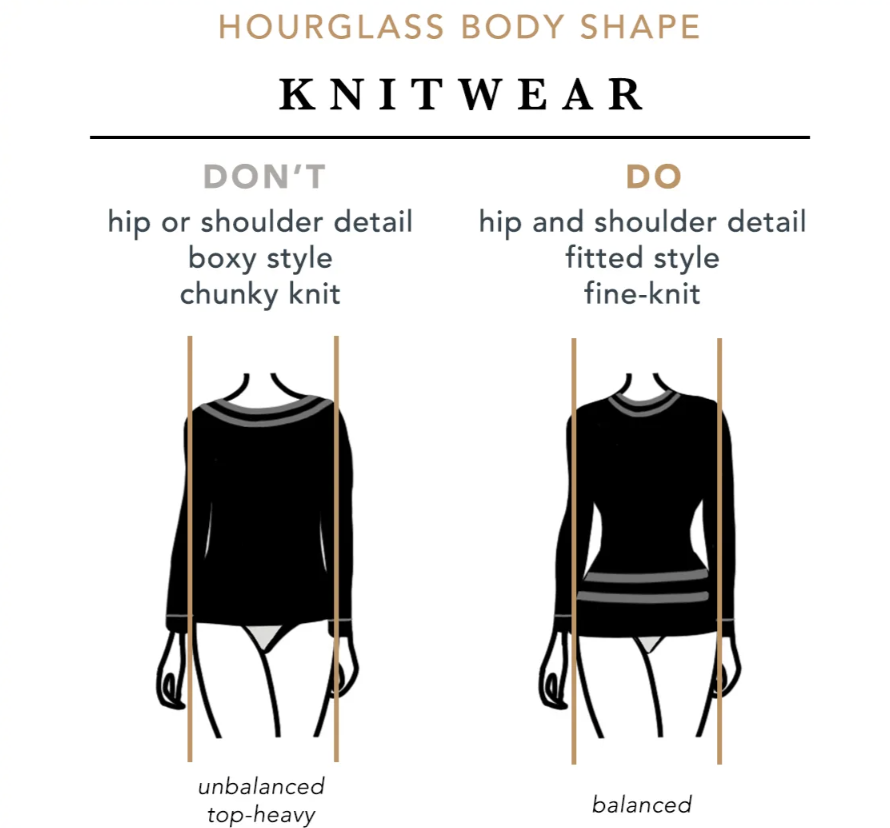 HOURGLASS BODY SHAPE
KNITWEAR
DON'T
hip or shoulder detail
boxy style
chunky knit
DO
hip and shoulder detail
fitted style
fine-knit
unbalanced
top-heavy
balanced